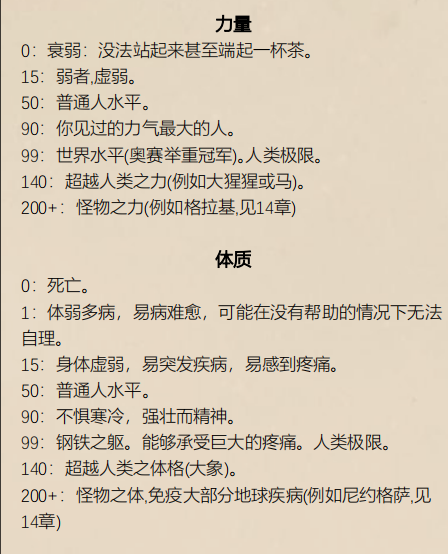 力量
0：衰弱：没法站起来甚至端起一杯茶。
15：弱者,虚弱。
50：普通人水平。
90：你见过的力气最大的人。
99：世界水平(奥赛举重冠军)。人类极限。
140：超越人类之力(例如大猩猩或马)。
200+：怪物之力(例如格拉基,见14章)
体质
0：死亡。
1：体弱多病，易病难愈，可能在没有帮助的情况下无法
自理。
15：身体虚弱，易突发疾病，易感到疼痛。
50：普通人水平。
90：不惧寒冷，强壮而精神。
99：钢铁之躯。能够承受巨大的疼痛。人类极限。
140：超越人类之体格(大象)。
200+：怪物之体,免疫大部分地球疾病(例如尼约格萨,见
14章)